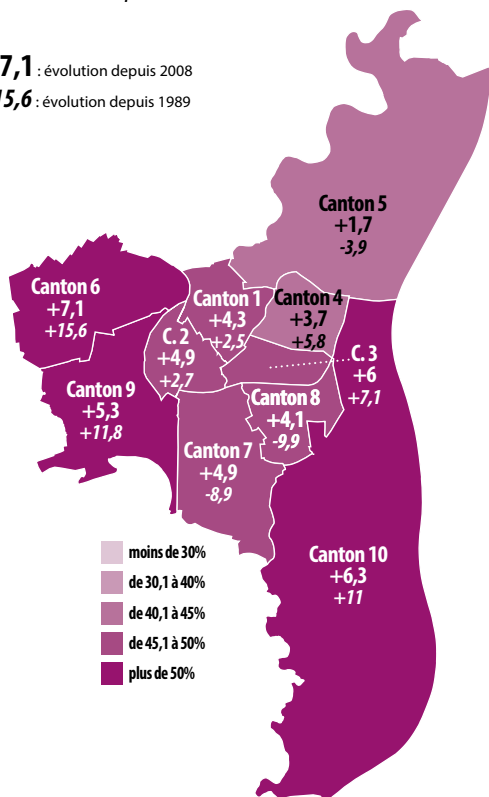 7,1 : évolution depuis 2008
15,6 : évolution depuis 1989
Canton 5
+1,7
-3,9
Canton 6
+7,1
+15,6
Canton 1
+4,3
+2,5
Canton 4
+3,7
+5,8
C. 2
+4,9
+2,7
C. 3
+6
+7,1
Canton 9
+5,3
+11,8
Canton 8
+4,1
-9,9
Canton 7
+4,9
-8,9
Canton 10
+6,3
+11
moins de 30%
de 30,1 à 40%
de 40,1 à 45%
de 45,1 à 50%
plus de 50%